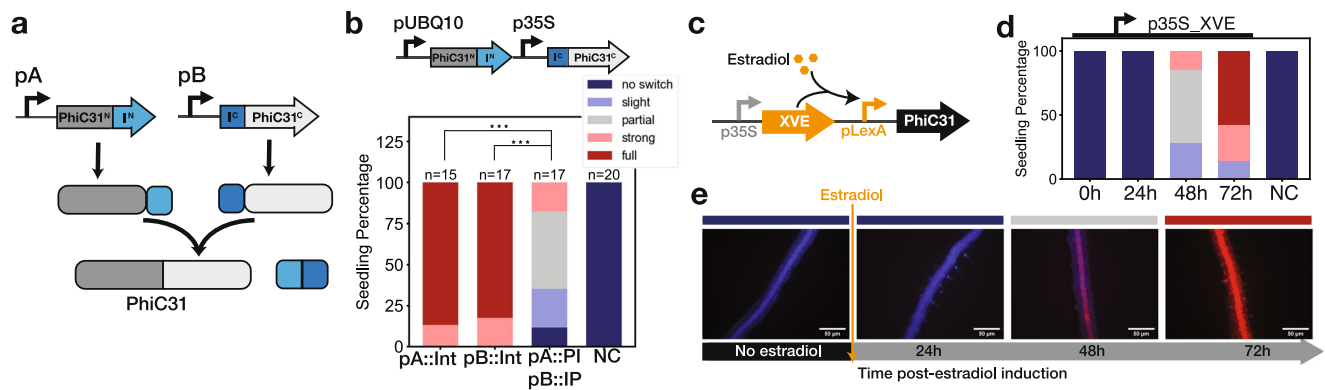 a
pA
PhiC31ᴺ Iᴺ
pB
Iᶜ PhiC31ᶜ
PhiC31
b
pUBQ10
p35S
PhiC31ᴺ Iᴺ
Iᶜ PhiC31ᶜ
no switch
slight
partial
strong
full
***
***
n=15 n=17 n=17 n=20
Seedling Percentage
125
100
75
50
25
0
pA::Int pB::Int pA::PI NC
pB::IP
c
Estradiol
XVE
p35S
pLexA
PhiC31
d
p35S_XVE
Seedling Percentage
100
50
0
0h 24h 48h 72h NC
e
Estradiol
50 μm
50 μm
50 μm
50 μm
No estradiol
24h
48h
72h
Time post-estradiol induction